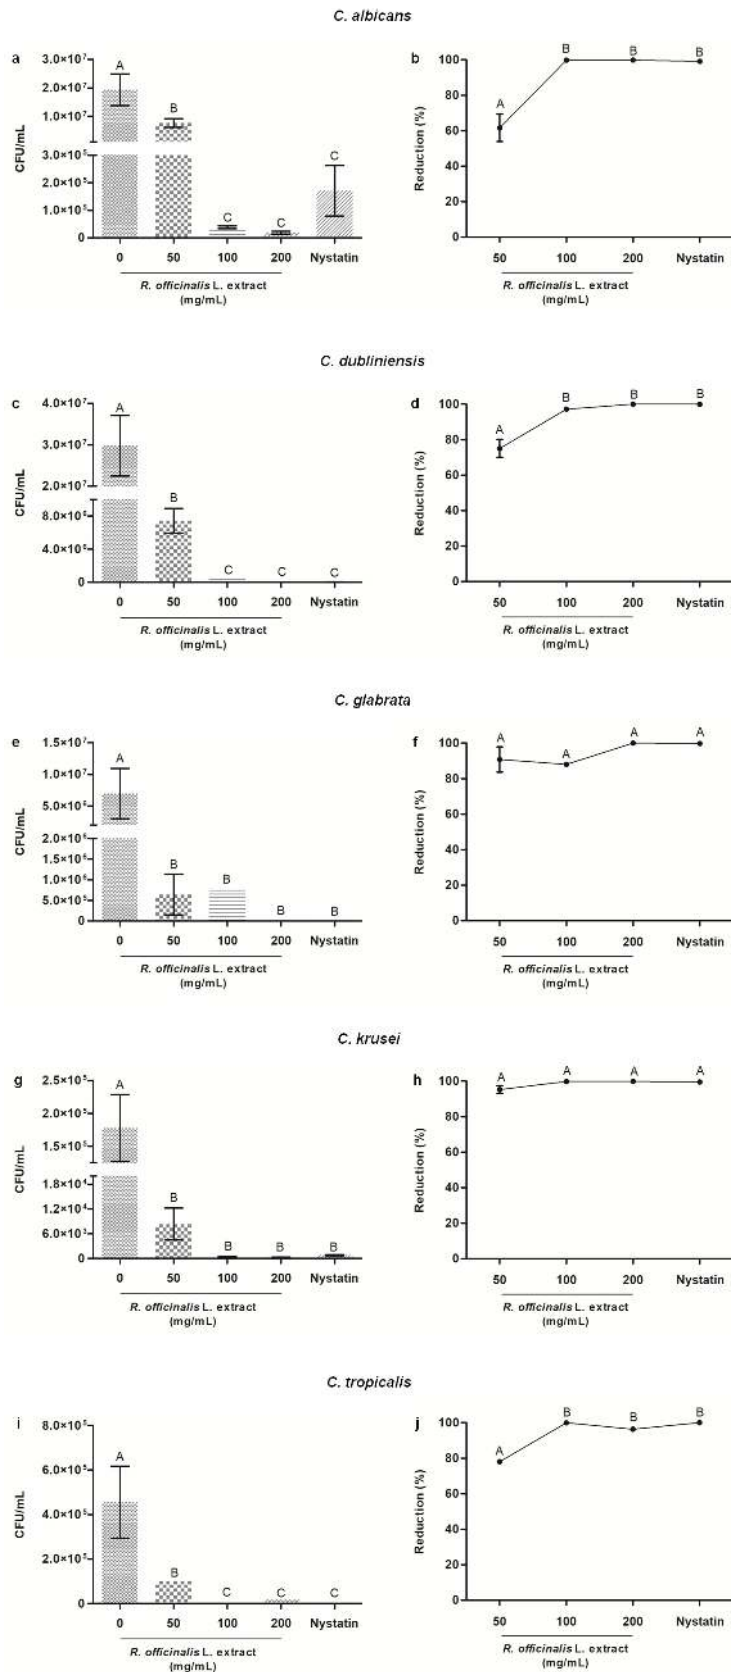 C. albicans
a
3.0×10⁷
2.0×10⁷
1.0×10⁷
3.0×10⁵
2.0×10⁵
1.0×10⁵
0
CFU/mL
A
B
C
C
C
0 50 100 200 Nystatin
R. officinalis L. extract
(mg/mL)
b
100
80
60
40
20
0
Reduction (%)
A
B
B
B
50 100 200 Nystatin
R. officinalis L. extract
(mg/mL)
C. dubliniensis
c
4.0×10⁷
3.0×10⁷
2.0×10⁷
8.0×10⁶
4.0×10⁶
0
CFU/mL
A
B
C
C
C
0 50 100 200 Nystatin
R. officinalis L. extract
(mg/mL)
d
100
80
60
40
20
0
Reduction (%)
A
B
B
B
50 100 200 Nystatin
R. officinalis L. extract
(mg/mL)
C. glabrata
e
1.5×10⁷
1.0×10⁷
5.0×10⁶
2.0×10⁶
1.5×10⁶
1.0×10⁶
5.0×10⁵
0
CFU/mL
A
B
B
B
B
0 50 100 200 Nystatin
R. officinalis L. extract
(mg/mL)
f
100
80
60
40
20
0
Reduction (%)
A
A
A
A
50 100 200 Nystatin
R. officinalis L. extract
(mg/mL)
C. krusei
g
2.5×10⁵
2.0×10⁵
1.5×10⁵
1.8×10⁴
1.2×10⁴
6.0×10³
0
CFU/mL
A
B
B
B
B
0 50 100 200 Nystatin
R. officinalis L. extract
(mg/mL)
h
100
80
60
40
20
0
Reduction (%)
A
A
A
A
50 100 200 Nystatin
R. officinalis L. extract
(mg/mL)
C. tropicalis
i
8.0×10⁵
6.0×10⁵
4.0×10⁵
2.0×10⁵
0
CFU/mL
A
B
C
C
C
0 50 100 200 Nystatin
R. officinalis L. extract
(mg/mL)
j
100
80
60
40
20
0
Reduction (%)
A
B
B
B
50 100 200 Nystatin
R. officinalis L. extract
(mg/mL)